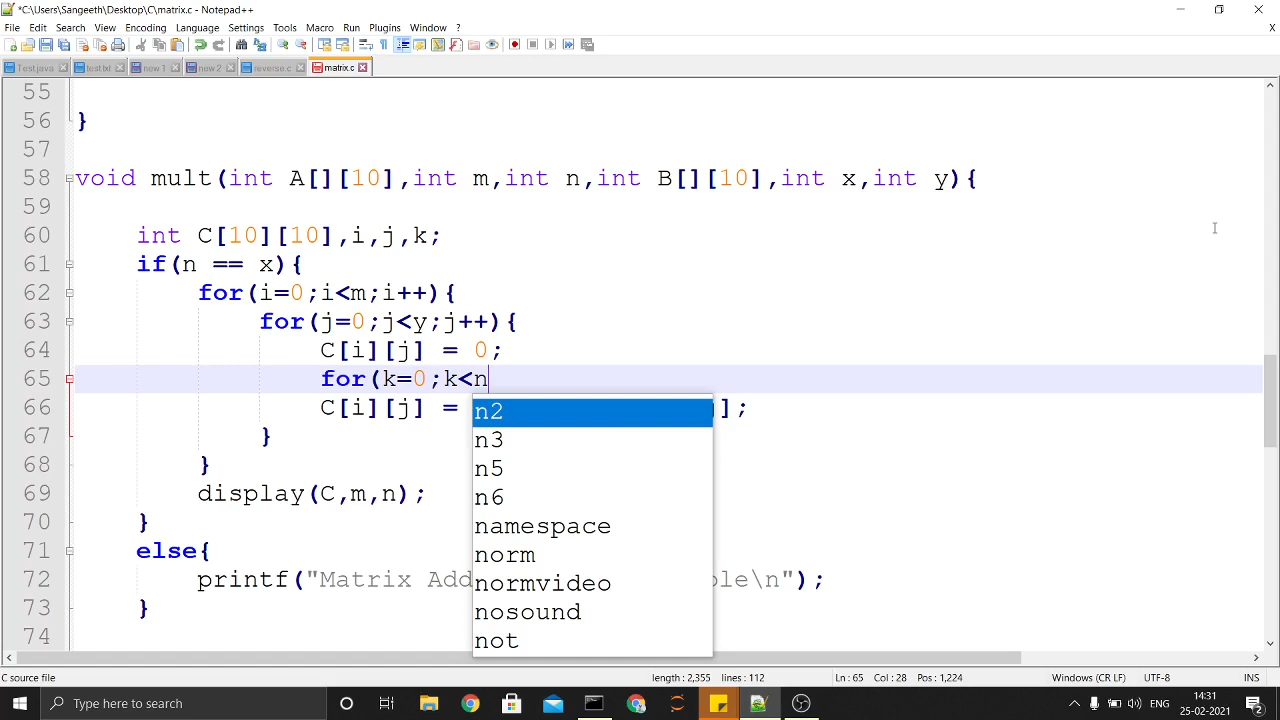 *C:\Users\Sangeeth\Desktop\C\matrix.c - Notepad++
File Edit Search View Encoding Language Settings Tools Macro Run Plugins Window ?
X
Test.java test.txt new 1 new 2 reverse.c matrix.c
55
56 }
57
58 void mult(int A[][10],int m,int n,int B[][10],int x,int y){
59
60 int C[10][10],i,j,k;
61 if(n == x){
62 for(i=0;i<m;i++){
63 for(j=0;j<y;j++){
64 C[i][j] = 0;
65 for(k=0;k<n
66 C[i][j] = ];
67 }
68 }
69 display(C,m,n);
70 }
71 else{
72 printf("Matrix Add ble\n");
73 }
74
n2
n3
n5
n6
namespace
norm
normvideo
nosound
not
length : 2,355 lines : 112 Ln : 65 Col : 28 Pos : 1,224 Windows (CR LF) UTF-8 INS
Type here to search
ENG
14:31
25-02-2021
2